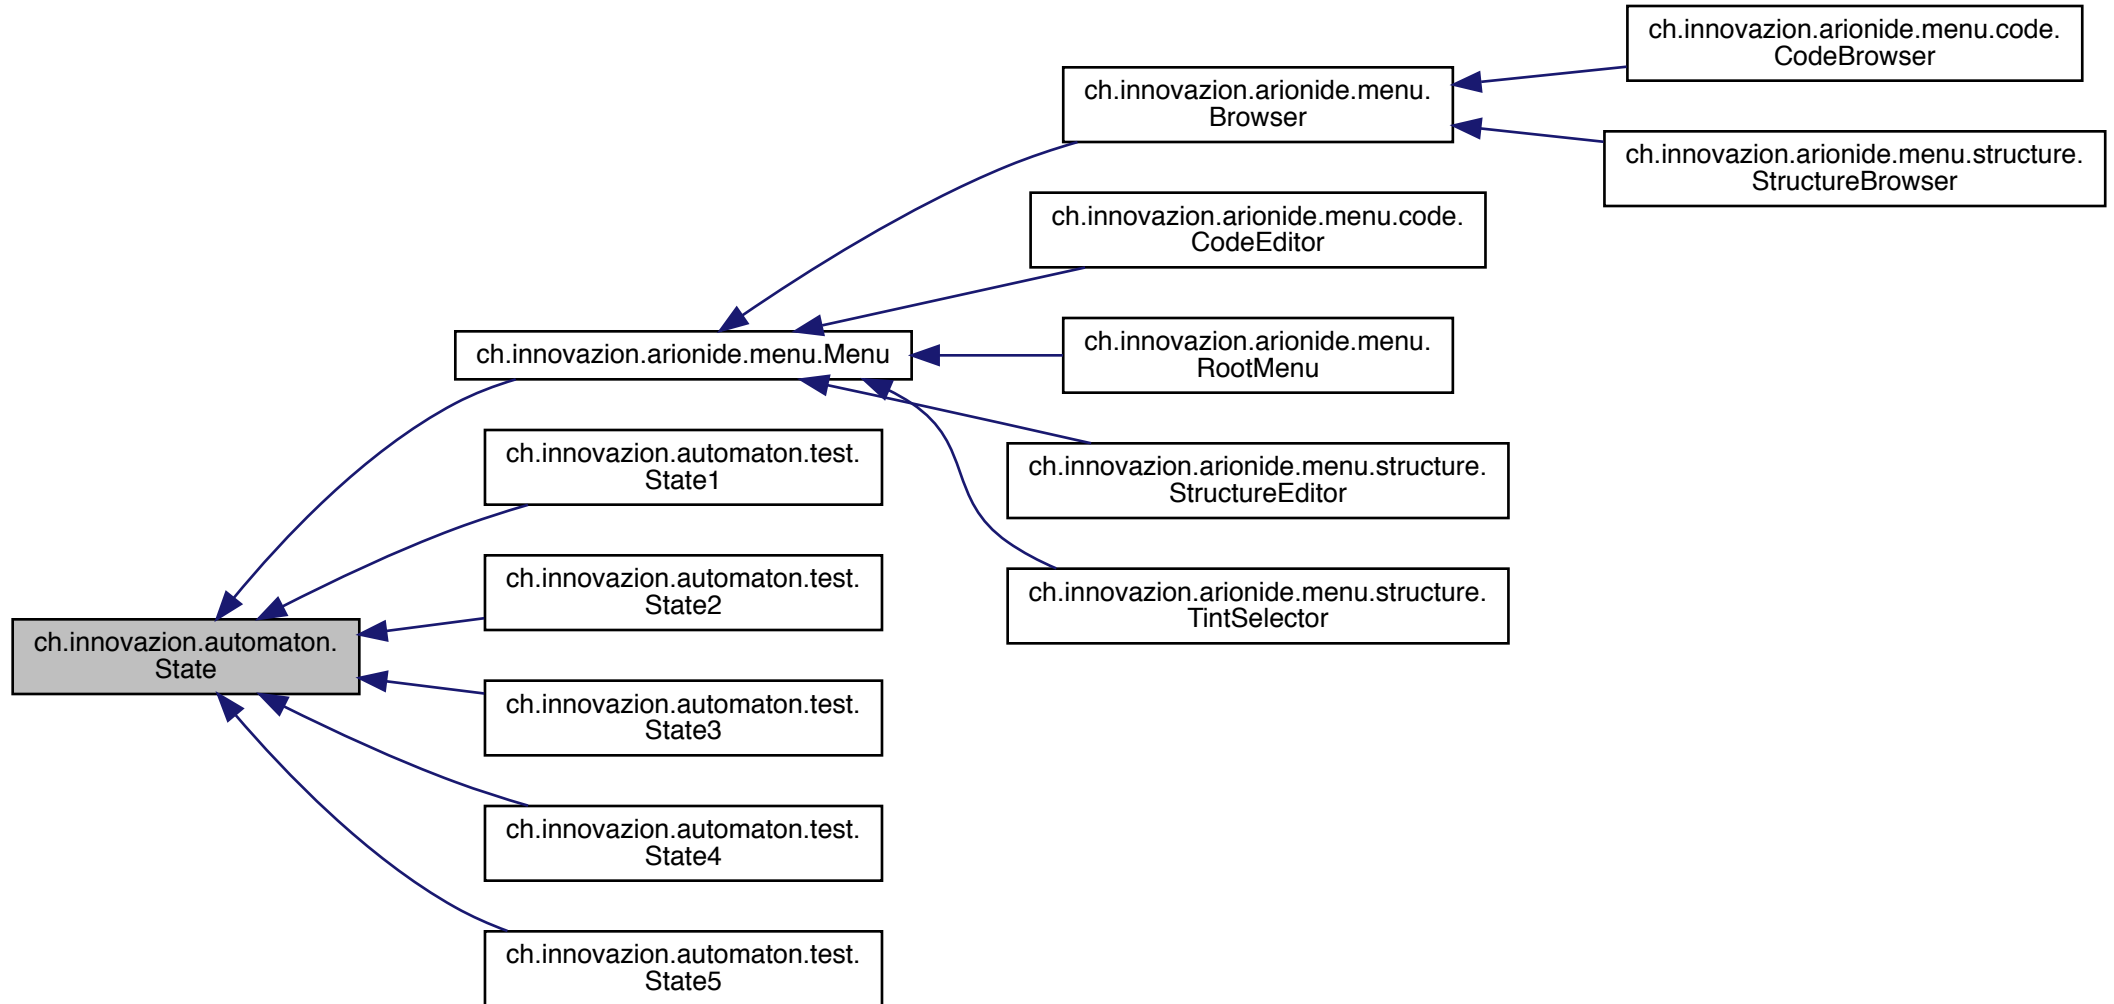 ch.innovazion.arionide.menu.code.
CodeBrowser
ch.innovazion.arionide.menu.
Browser
ch.innovazion.arionide.menu.structure.
StructureBrowser
ch.innovazion.arionide.menu.code.
CodeEditor
ch.innovazion.arionide.menu.Menu
ch.innovazion.arionide.menu.
RootMenu
ch.innovazion.automaton.test.
State1
ch.innovazion.arionide.menu.structure.
StructureEditor
ch.innovazion.automaton.test.
State2
ch.innovazion.arionide.menu.structure.
TintSelector
ch.innovazion.automaton.
State
ch.innovazion.automaton.test.
State3
ch.innovazion.automaton.test.
State4
ch.innovazion.automaton.test.
State5